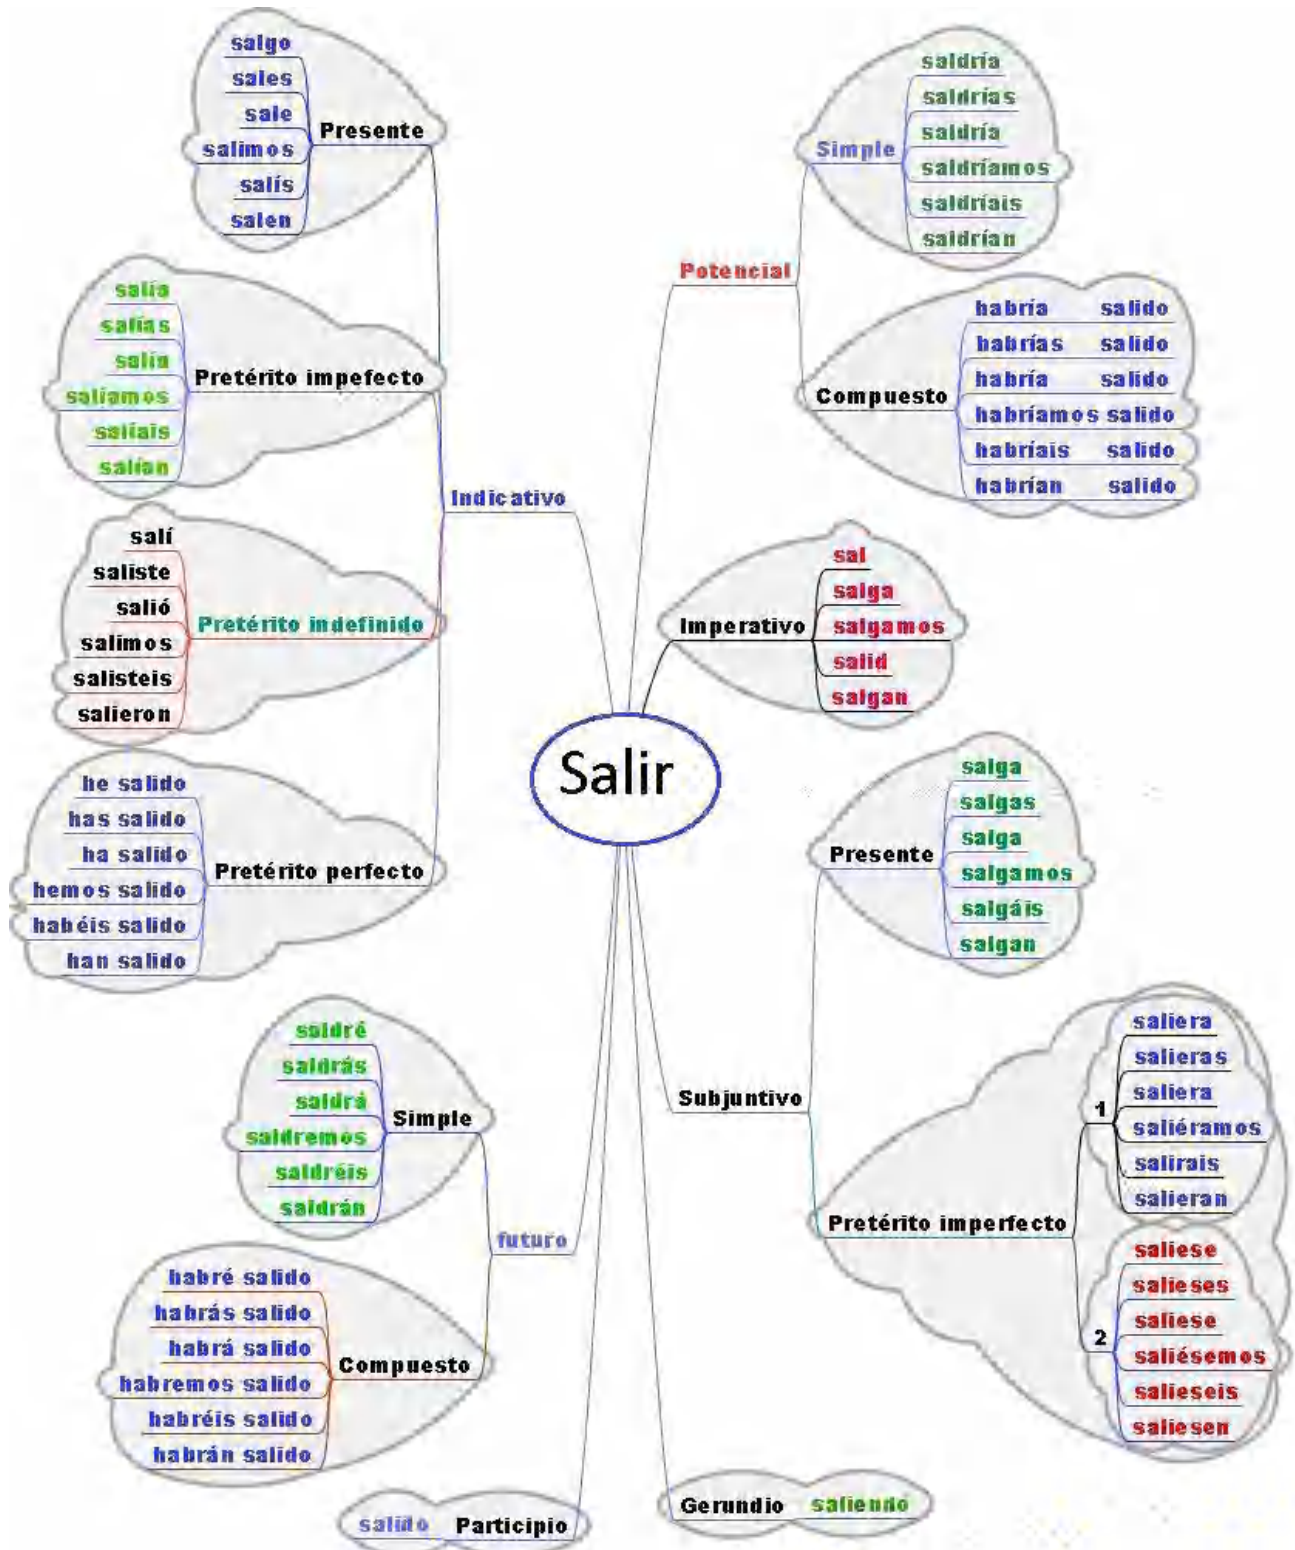 Salir
Indicativo
Presente
salgo
sales
sale
salimos
salís
salen
Pretérito impefecto
salía
salías
salía
salíamos
salíais
salían
Pretérito indefinido
salí
saliste
salió
salimos
salisteis
salieron
Pretérito perfecto
he salido
has salido
ha salido
hemos salido
habéis salido
han salido
futuro
Simple
saldré
saldrás
saldrá
saldremos
saldréis
saldrán
Compuesto
habré salido
habrás salido
habrá salido
habremos salido
habréis salido
habrán salido
Participio
salido
Potencial
Simple
saldría
saldrías
saldría
saldríamos
saldríais
saldrían
Compuesto
habría salido
habrías salido
habría salido
habríamos salido
habríais salido
habrían salido
Imperativo
sal
salga
salgamos
salid
salgan
Subjuntivo
Presente
salga
salgas
salga
salgamos
salgáis
salgan
Pretérito imperfecto
1
saliera
salieras
saliera
saliéramos
salirais
salieran
2
saliese
salieses
saliese
saliésemos
salieseis
saliesen
Gerundio
saliendo